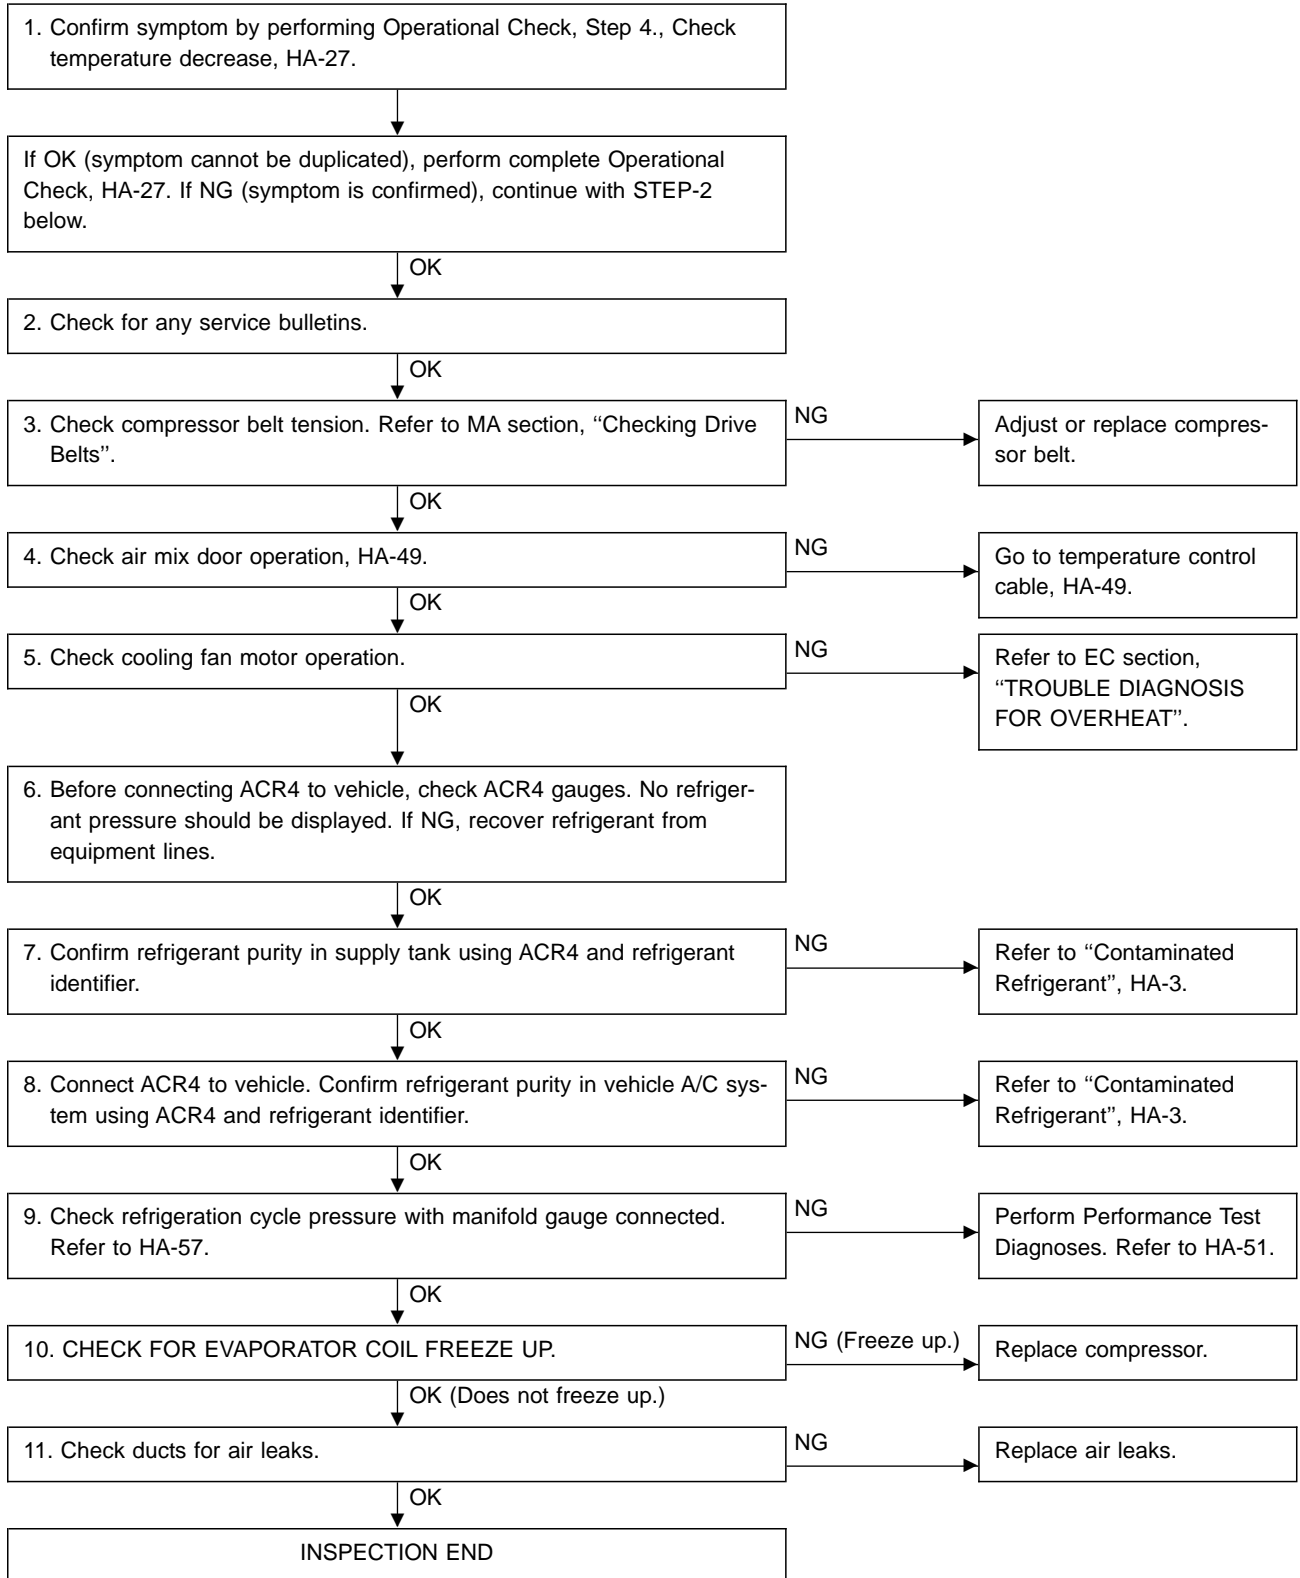 1. Confirm symptom by performing Operational Check, Step 4., Check
temperature decrease, HA-27.
If OK (symptom cannot be duplicated), perform complete Operational
Check, HA-27. If NG (symptom is confirmed), continue with STEP-2
below.
OK
2. Check for any service bulletins.
OK
3. Check compressor belt tension. Refer to MA section, ‘‘Checking Drive
Belts’’.
NG
Adjust or replace compres-
sor belt.
OK
4. Check air mix door operation, HA-49.
NG
Go to temperature control
cable, HA-49.
OK
5. Check cooling fan motor operation.
NG
Refer to EC section,
‘‘TROUBLE DIAGNOSIS
FOR OVERHEAT’’.
OK
6. Before connecting ACR4 to vehicle, check ACR4 gauges. No refriger-
ant pressure should be displayed. If NG, recover refrigerant from
equipment lines.
OK
7. Confirm refrigerant purity in supply tank using ACR4 and refrigerant
identifier.
NG
Refer to ‘‘Contaminated
Refrigerant’’, HA-3.
OK
8. Connect ACR4 to vehicle. Confirm refrigerant purity in vehicle A/C sys-
tem using ACR4 and refrigerant identifier.
NG
Refer to ‘‘Contaminated
Refrigerant’’, HA-3.
OK
9. Check refrigeration cycle pressure with manifold gauge connected.
Refer to HA-57.
NG
Perform Performance Test
Diagnoses. Refer to HA-51.
OK
10. CHECK FOR EVAPORATOR COIL FREEZE UP.
NG (Freeze up.)
Replace compressor.
OK (Does not freeze up.)
11. Check ducts for air leaks.
NG
Replace air leaks.
OK
INSPECTION END